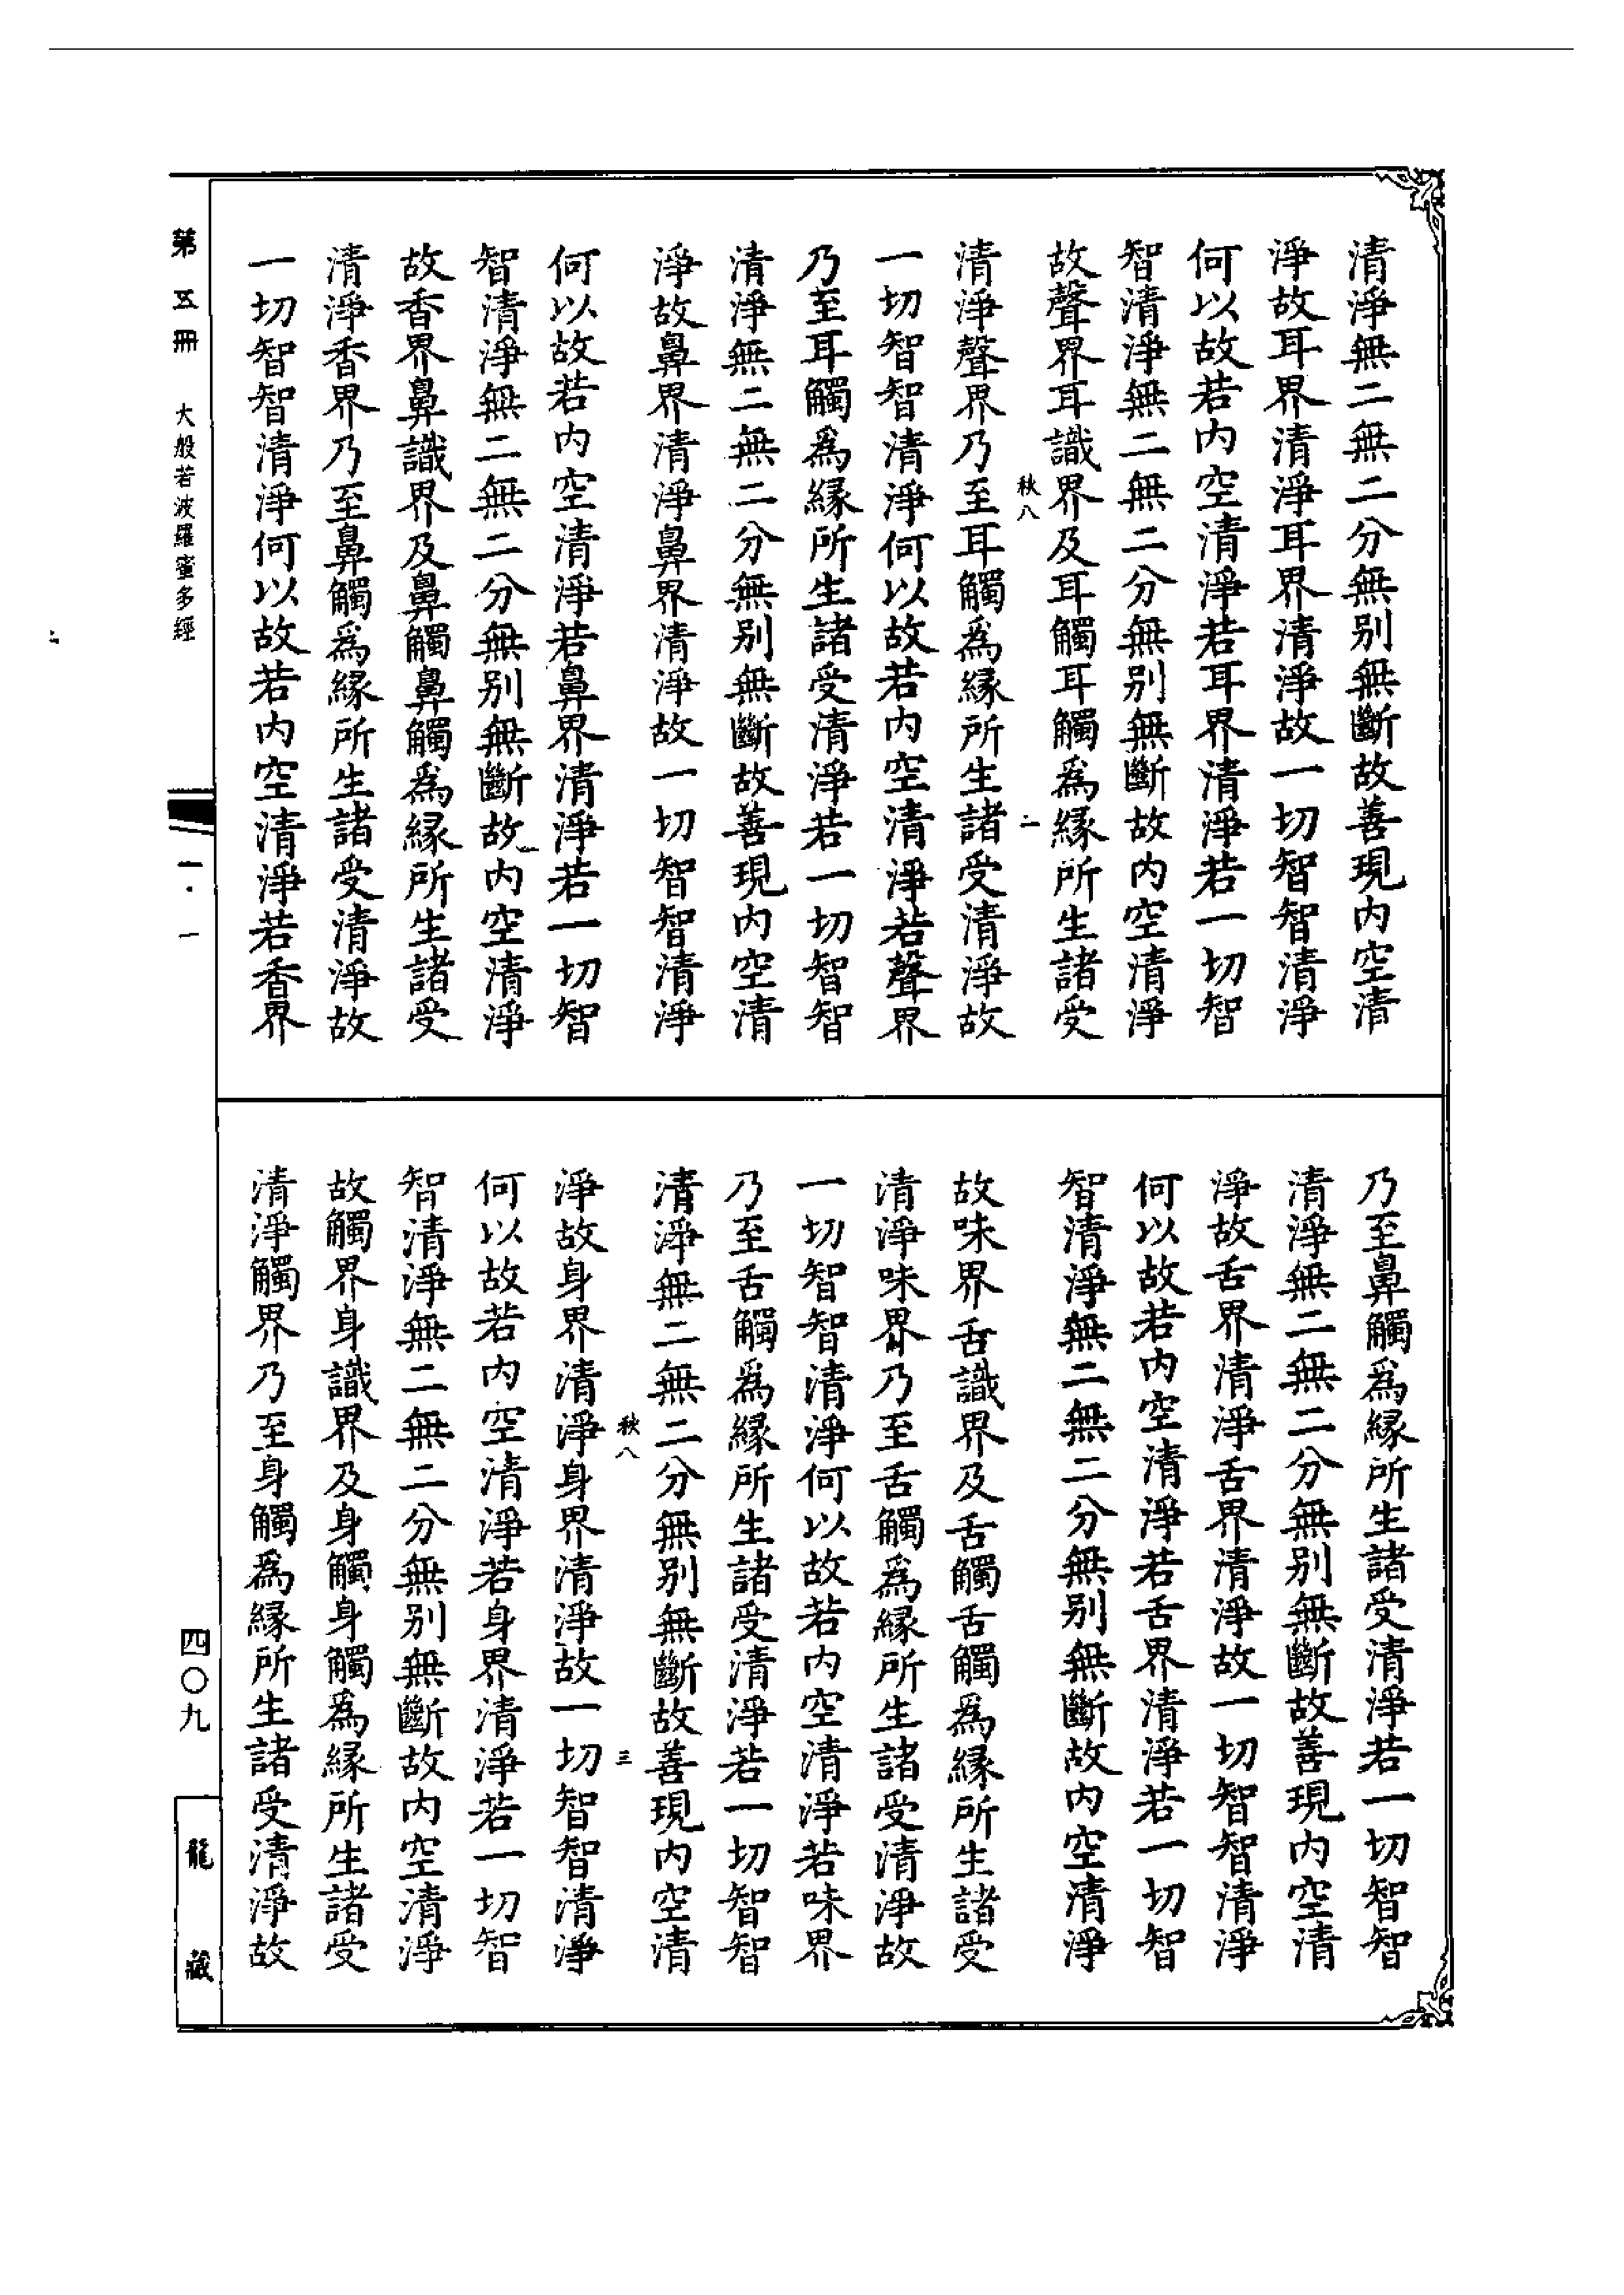 清淨無二無二分無別無斷故善現內空清
淨故耳界清淨耳界清淨故一切智智清淨
何以故若內空清淨若耳界清淨若一切智
智清淨無二無二分無別無斷故內空清淨
故聲界耳識界及耳觸耳觸爲緣所生諸受
秋八
二
清淨聲界乃至耳觸爲緣所生諸受清淨故
一切智智清淨何以故若內空清淨若聲界
乃至耳觸爲緣所生諸受清淨若一切智智
清淨無二無二分無別無斷故善現內空清
淨故鼻界清淨鼻界清淨故一切智智清淨
何以故若內空清淨若鼻界清淨若一切智
智清淨無二無二分無別無斷故內空清淨
故香界鼻識界及鼻觸鼻觸爲緣所生諸受
清淨香界乃至鼻觸爲緣所生諸受清淨故
一切智智清淨何以故若內空清淨若香界
乃至鼻觸爲緣所生諸受清淨若一切智智
清淨無二無二分無別無斷故善現內空清
淨故舌界清淨舌界清淨故一切智智清淨
何以故若內空清淨若舌界清淨若一切智
智清淨無二無二分無別無斷故內空清淨
故味界舌識界及舌觸舌觸爲緣所生諸受
清淨味界乃至舌觸爲緣所生諸受清淨故
一切智智清淨何以故若內空清淨若味界
乃至舌觸爲緣所生諸受清淨若一切智智
清淨無二無二分無別無斷故善現內空清
秋八
三
淨故身界清淨身界清淨故一切智智清淨
何以故若內空清淨若身界清淨若一切智
智清淨無二無二分無別無斷故內空清淨
故觸界身識界及身觸身觸爲緣所生諸受
清淨觸界乃至身觸爲緣所生諸受清淨故
第五冊 大般若波羅蜜多經
一·一
四〇九
龍藏